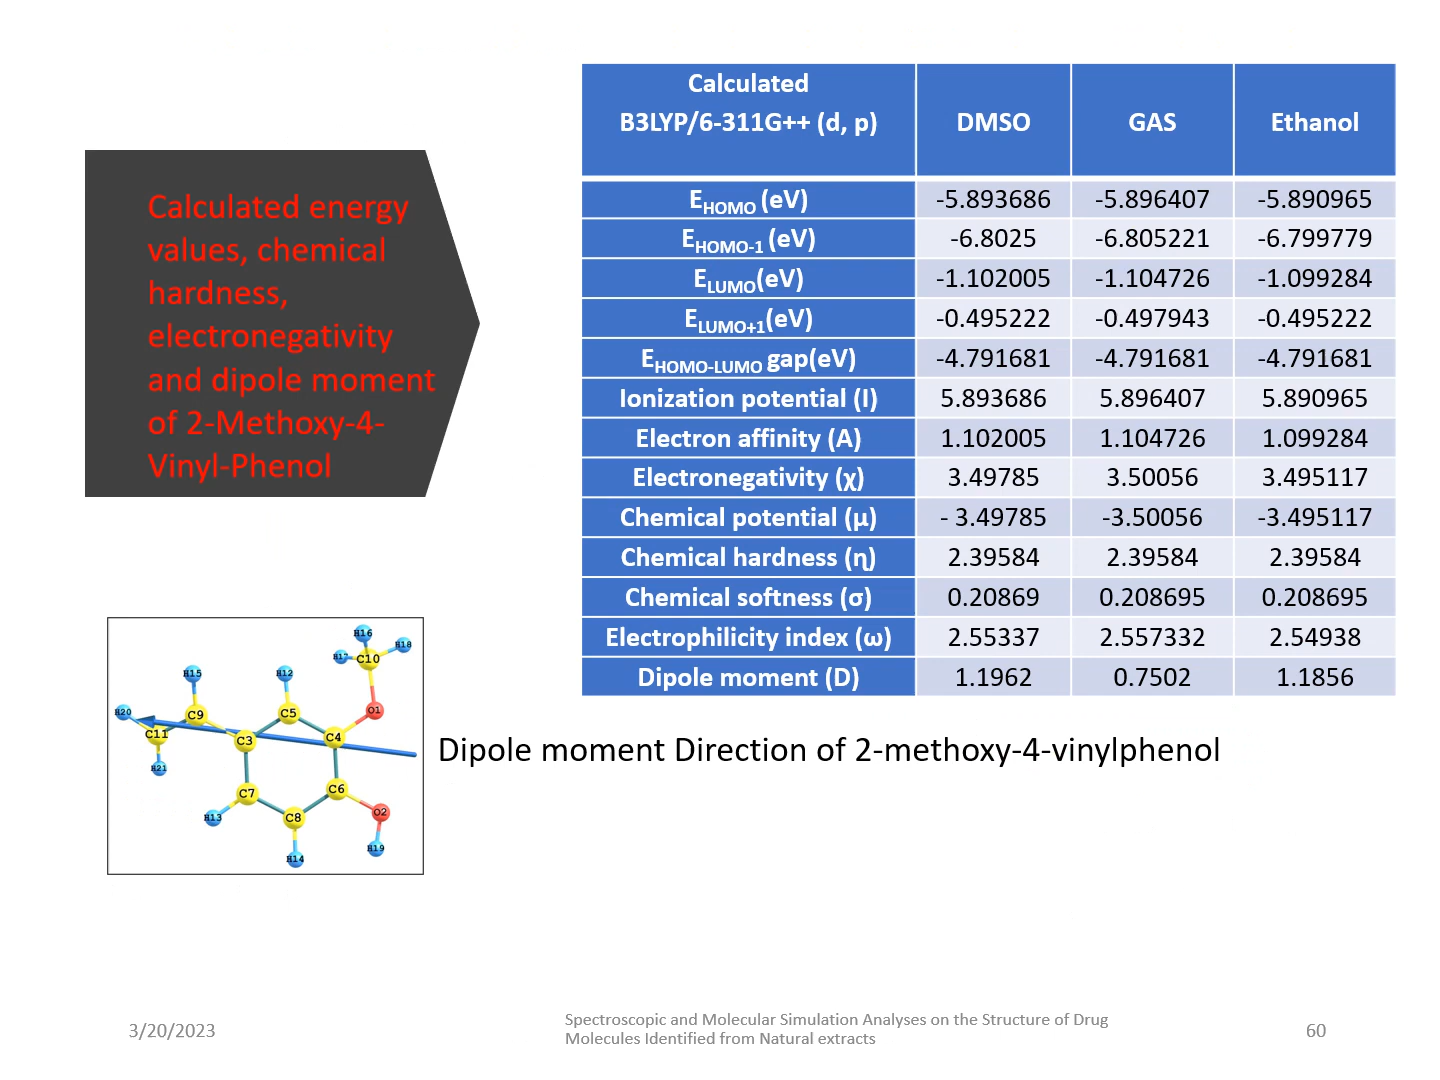 Calculated energy
values, chemical
hardness,
electronegativity
and dipole moment
of 2-Methoxy-4-
Vinyl-Phenol
Calculated
B3LYP/6-311G++ (d, p) DMSO GAS Ethanol
EHOMO (eV) -5.893686 -5.896407 -5.890965
EHOMO-1 (eV) -6.8025 -6.805221 -6.799779
ELUMO(eV) -1.102005 -1.104726 -1.099284
ELUMO+1(eV) -0.495222 -0.497943 -0.495222
EHOMO-LUMO gap(eV) -4.791681 -4.791681 -4.791681
Ionization potential (I) 5.893686 5.896407 5.890965
Electron affinity (A) 1.102005 1.104726 1.099284
Electronegativity (χ) 3.49785 3.50056 3.495117
Chemical potential (μ) - 3.49785 -3.50056 -3.495117
Chemical hardness (η) 2.39584 2.39584 2.39584
Chemical softness (σ) 0.20869 0.208695 0.208695
Electrophilicity index (ω) 2.55337 2.557332 2.54938
Dipole moment (D) 1.1962 0.7502 1.1856
H16
H18
H17 C10
H15 H12
H20 C9 C5 O1
C11 C3 C4
H21
C7 C6
H13 C8 O2
H19
H14
Dipole moment Direction of 2-methoxy-4-vinylphenol
3/20/2023
Spectroscopic and Molecular Simulation Analyses on the Structure of Drug
Molecules Identified from Natural extracts
60